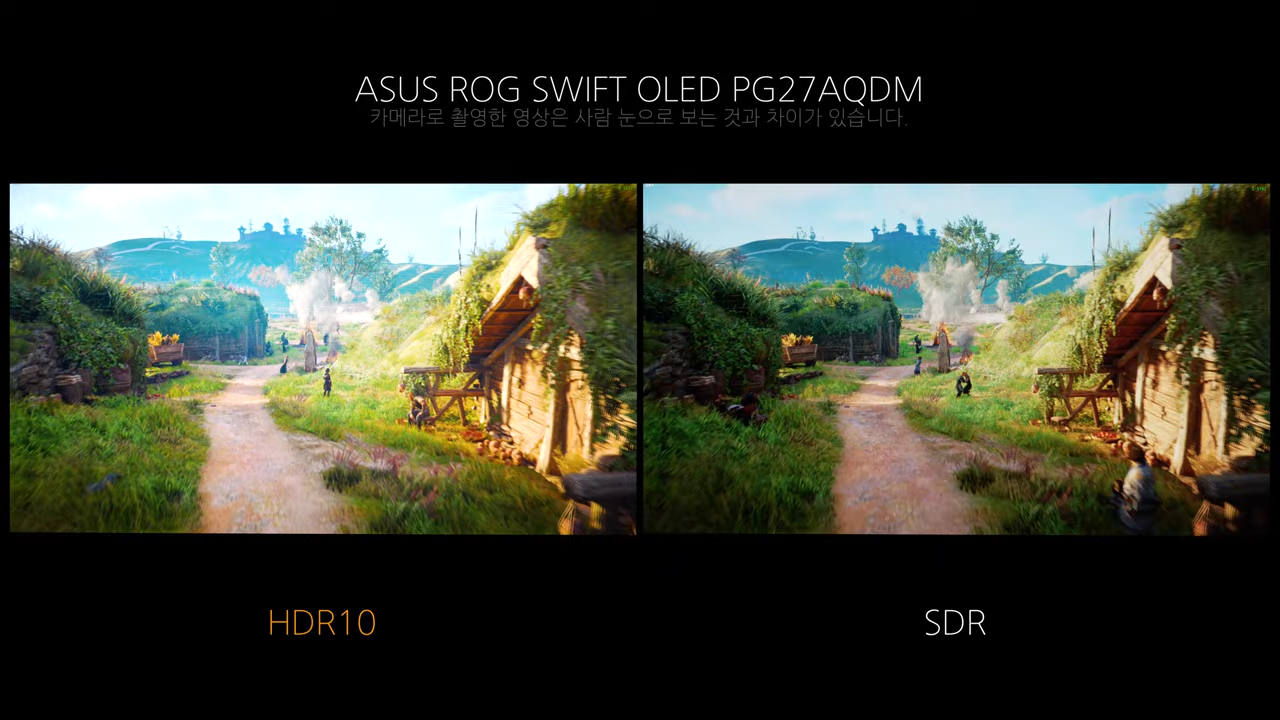 ASUS ROG SWIFT OLED PG27AQDM
카메라로 촬영한 영상은 사람 눈으로 보는 것과 차이가 있습니다.
HDR10
SDR